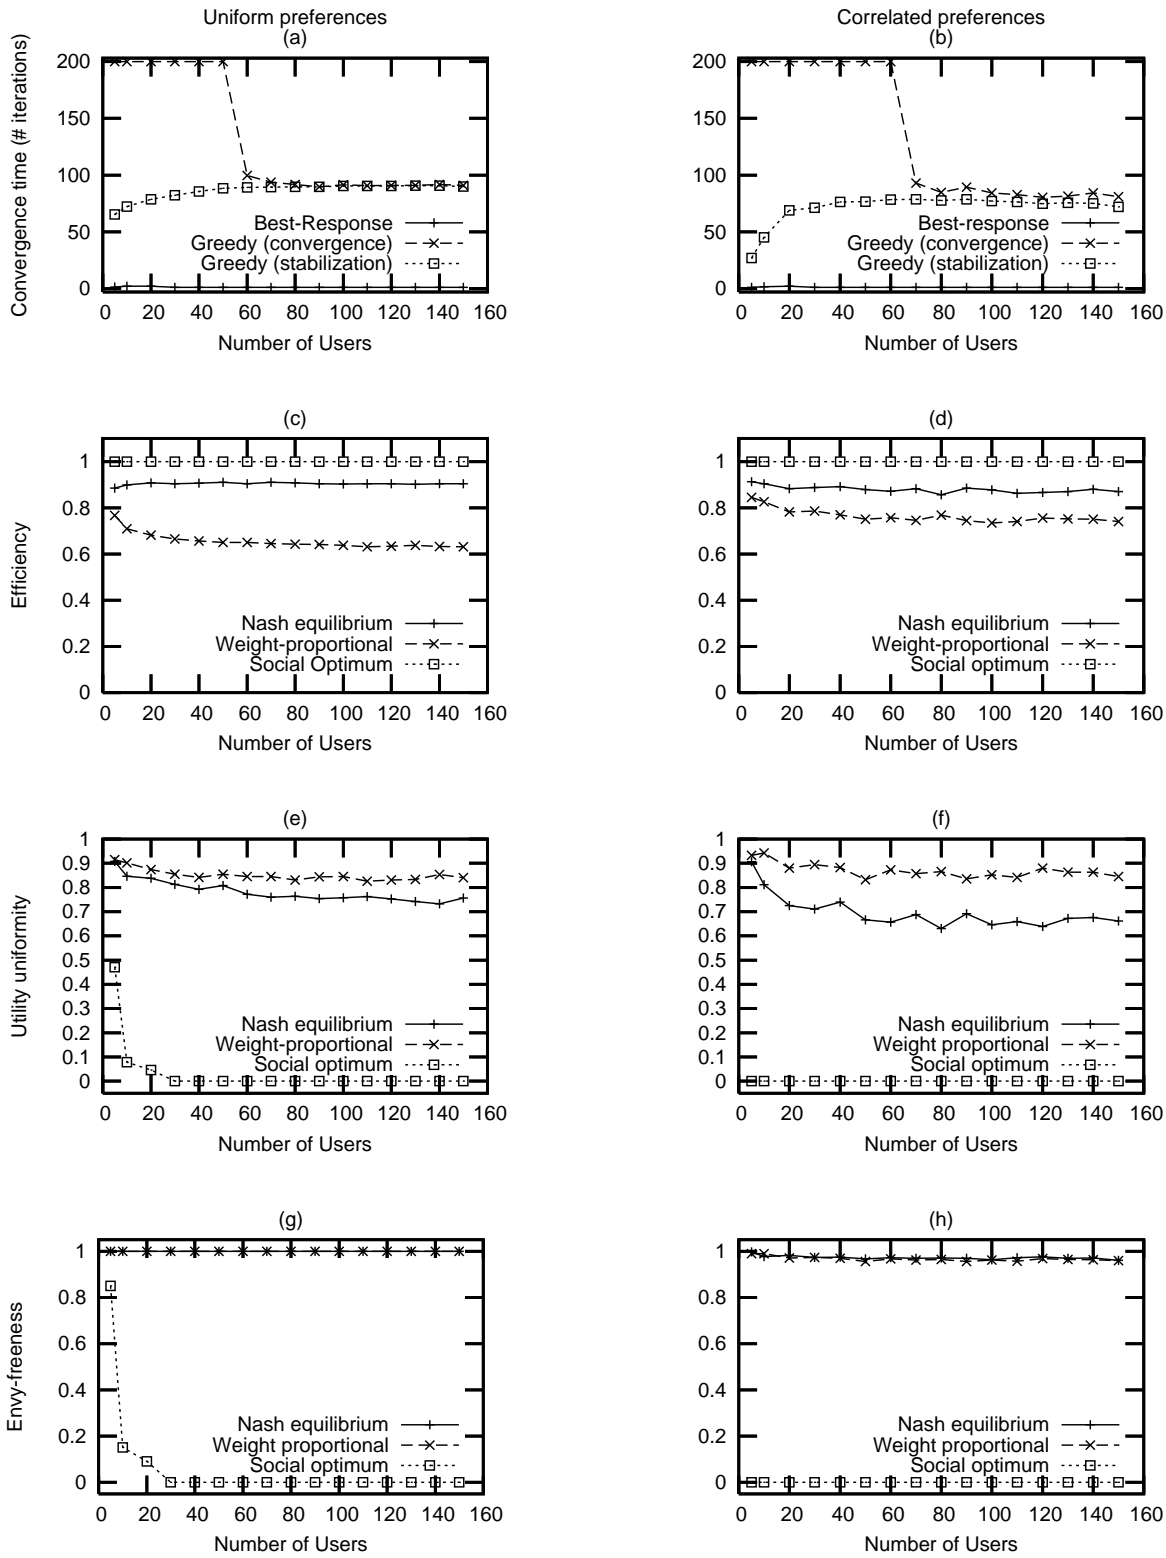 Uniform preferences
(a)
Convergence time (# iterations)
200
150
100
50
0
Best-Response
Greedy (convergence)
Greedy (stabilization)
0 20 40 60 80 100 120 140 160
Number of Users
Correlated preferences
(b)
200
150
100
50
0
Best-response
Greedy (convergence)
Greedy (stabilization)
0 20 40 60 80 100 120 140 160
Number of Users
(c)
Efficiency
1
0.8
0.6
0.4
0.2
0
Nash equilibrium
Weight-proportional
Social Optimum
0 20 40 60 80 100 120 140 160
Number of Users
(d)
1
0.8
0.6
0.4
0.2
0
Nash equilibrium
Weight-proportional
Social optimum
0 20 40 60 80 100 120 140 160
Number of Users
(e)
Utility uniformity
1
0.9
0.8
0.7
0.6
0.5
0.4
0.3
0.2
0.1
0
Nash equilibrium
Weight-proportional
Social optimum
0 20 40 60 80 100 120 140 160
Number of Users
(f)
1
0.9
0.8
0.7
0.6
0.5
0.4
0.3
0.2
0.1
0
Nash equilibrium
Weight proportional
Social optimum
0 20 40 60 80 100 120 140 160
Number of Users
(g)
Envy-freeness
1
0.8
0.6
0.4
0.2
0
Nash equilibrium
Weight proportional
Social optimum
0 20 40 60 80 100 120 140 160
Number of Users
(h)
1
0.8
0.6
0.4
0.2
0
Nash equilibrium
Weight proportional
Social optimum
0 20 40 60 80 100 120 140 160
Number of Users